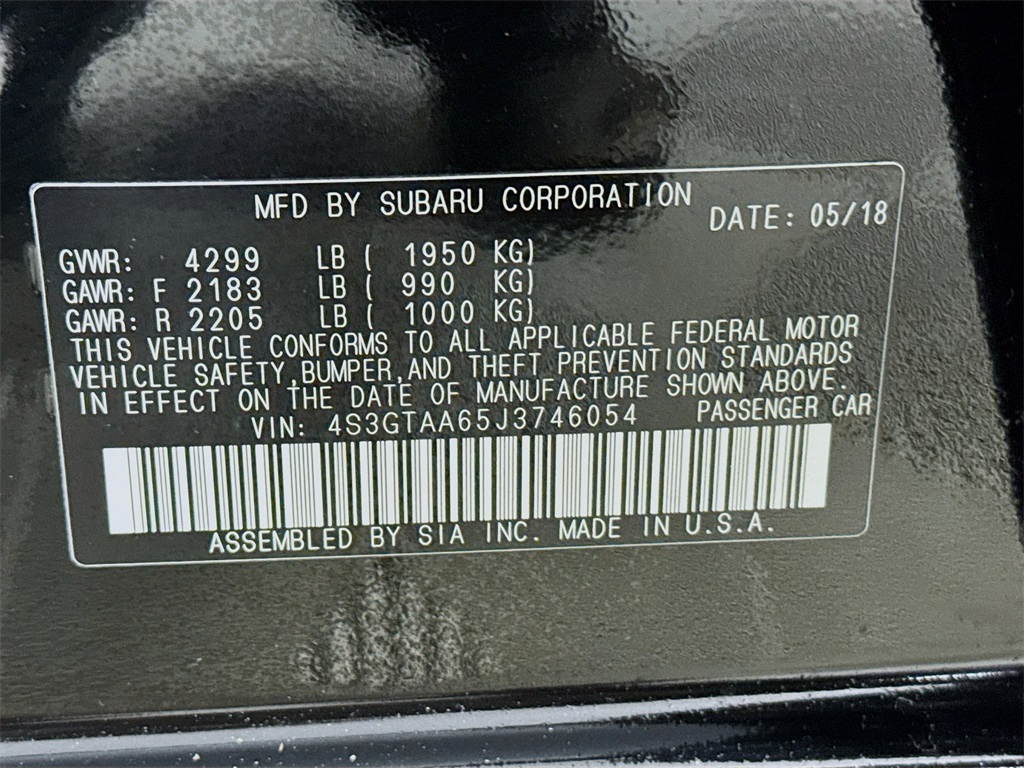 MFD BY SUBARU CORPORATION
DATE: 05/18
GVWR: 4299 LB ( 1950 KG)
GAWR: F 2183 LB ( 990 KG)
GAWR: R 2205 LB ( 1000 KG)
THIS VEHICLE CONFORMS TO ALL APPLICABLE FEDERAL MOTOR
VEHICLE SAFETY,BUMPER,AND THEFT PREVENTION STANDARDS
IN EFFECT ON THE DATE OF MANUFACTURE SHOWN ABOVE.
VIN: 4S3GTAA65J3746054 PASSENGER CAR
ASSEMBLED BY SIA INC. MADE IN U.S.A.